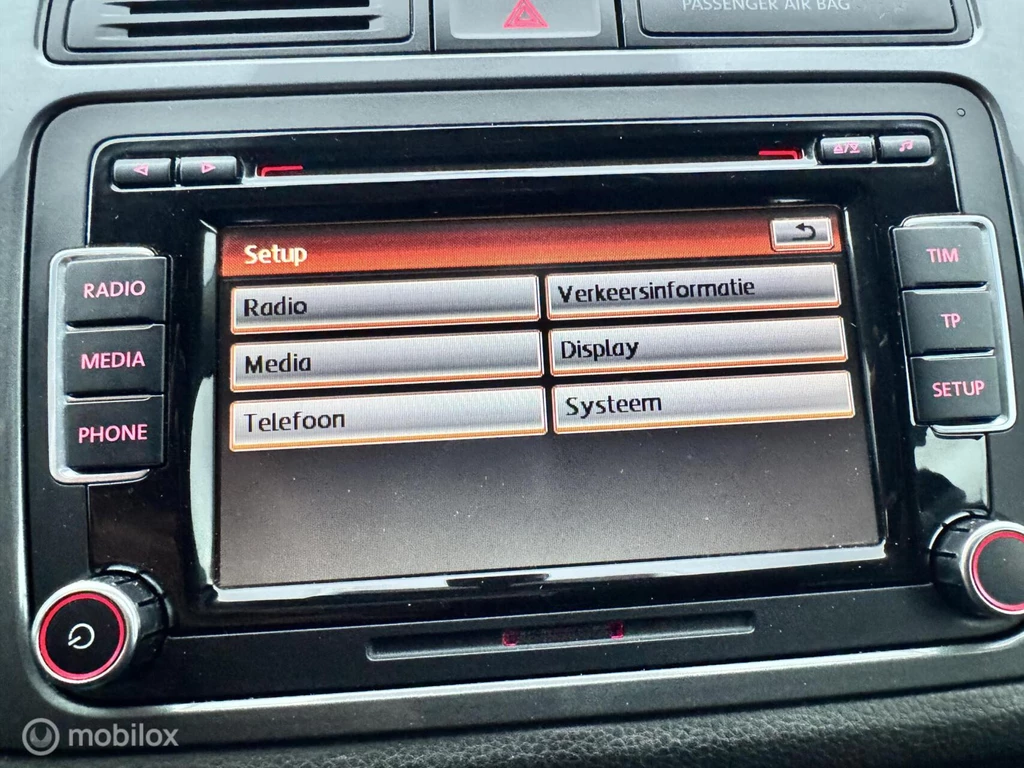 PASSENGER AIR BAG
RADIO
MEDIA
PHONE
Setup
Radio
Verkeersinformatie
Media
Display
Telefoon
Systeem
TIM
TP
SETUP
mobilox